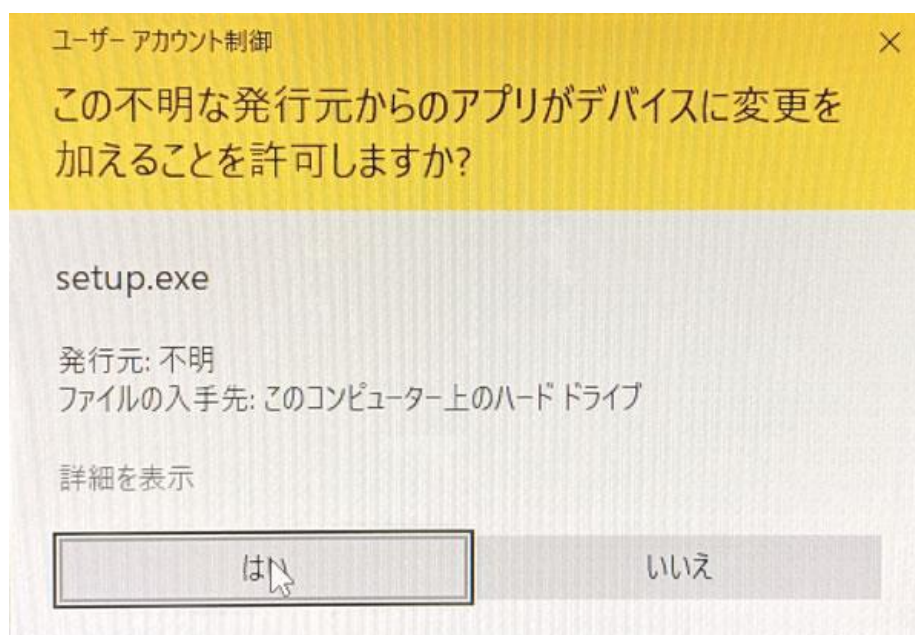 ユーザー アカウント制御
この不明な発行元からのアプリがデバイスに変更を
加えることを許可しますか?
setup.exe
発行元: 不明
ファイルの入手先: このコンピューター上のハード ドライブ
詳細を表示
はい
いいえ